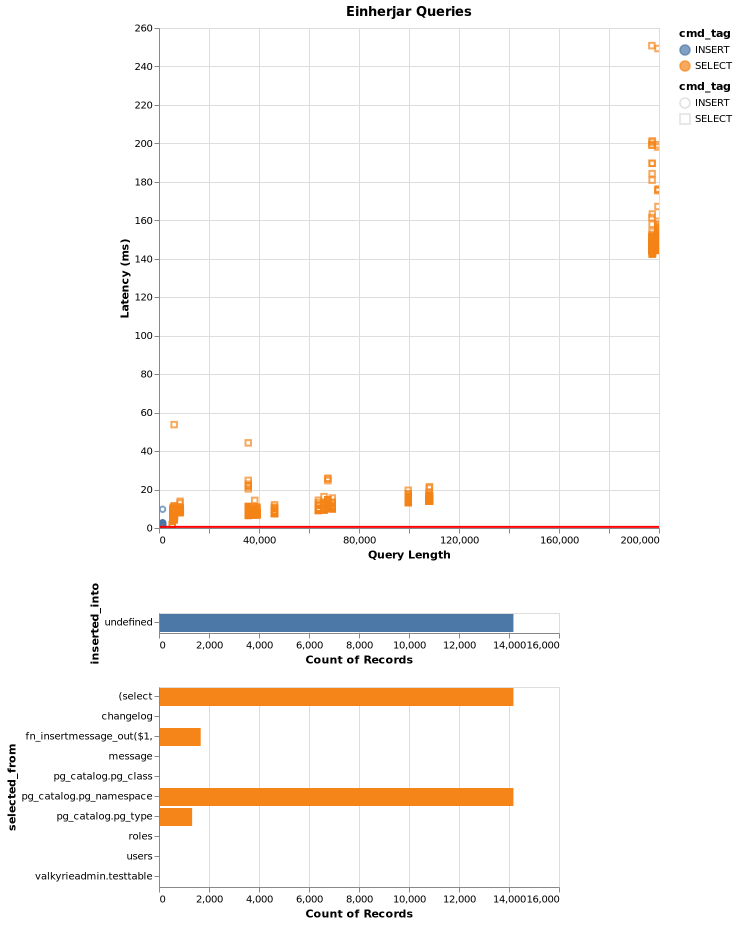 Einherjar Queries
cmd_tag
INSERT
SELECT
cmd_tag
INSERT
SELECT
Latency (ms)
260
240
220
200
180
160
140
120
100
80
60
40
20
0
0 40,000 80,000 120,000 160,000 200,000
Query Length
inserted_into
undefined
0 2,000 4,000 6,000 8,000 10,000 12,000 14,000 16,000
Count of Records
selected_from
(select
changelog
fn_insertmessage_out($1,
message
pg_catalog.pg_class
pg_catalog.pg_namespace
pg_catalog.pg_type
roles
users
valkyrieadmin.testtable
0 2,000 4,000 6,000 8,000 10,000 12,000 14,000 16,000
Count of Records